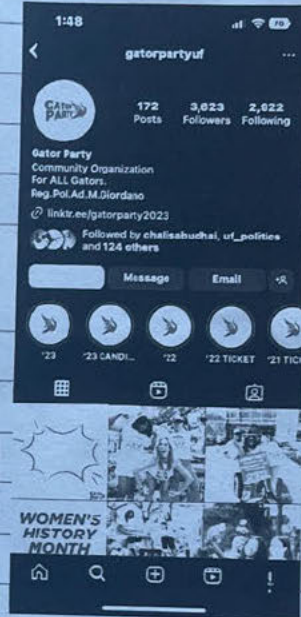 1:48
70
gatorpartyuf
GATOR
PARTY
172 3,623 2,622
Posts Followers Following
Gator Party
Community Organization
For ALL Gators.
Reg.Pol.Ad.M.Giordano
linktr.ee/gatorparty2023
Followed by chalisahudhai, uf_politics
and 124 others
Message Email
'23 '23 CANDI... '22 '22 TICKET '21 TIC
WOMEN'S
HISTORY
MONTH